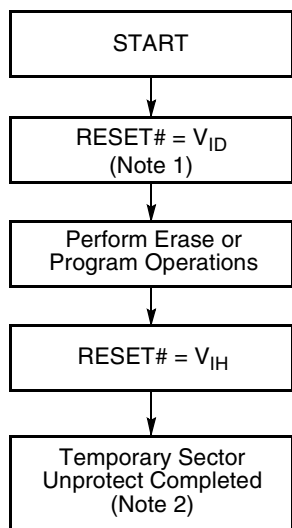 START
RESET# = VID
(Note 1)
Perform Erase or
Program Operations
RESET# = VIH
Temporary Sector
Unprotect Completed
(Note 2)